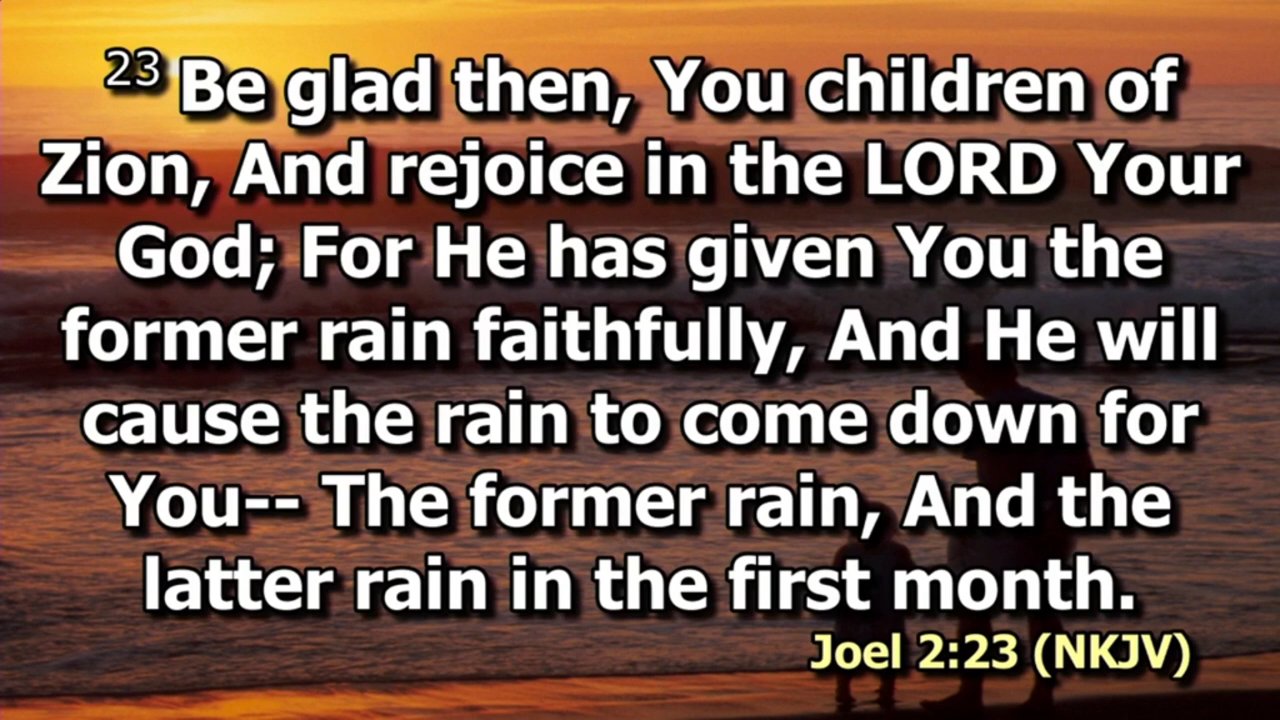 23 Be glad then, You children of
Zion, And rejoice in the LORD Your
God; For He has given You the
former rain faithfully, And He will
cause the rain to come down for
You-- The former rain, And the
latter rain in the first month.
Joel 2:23 (NKJV)